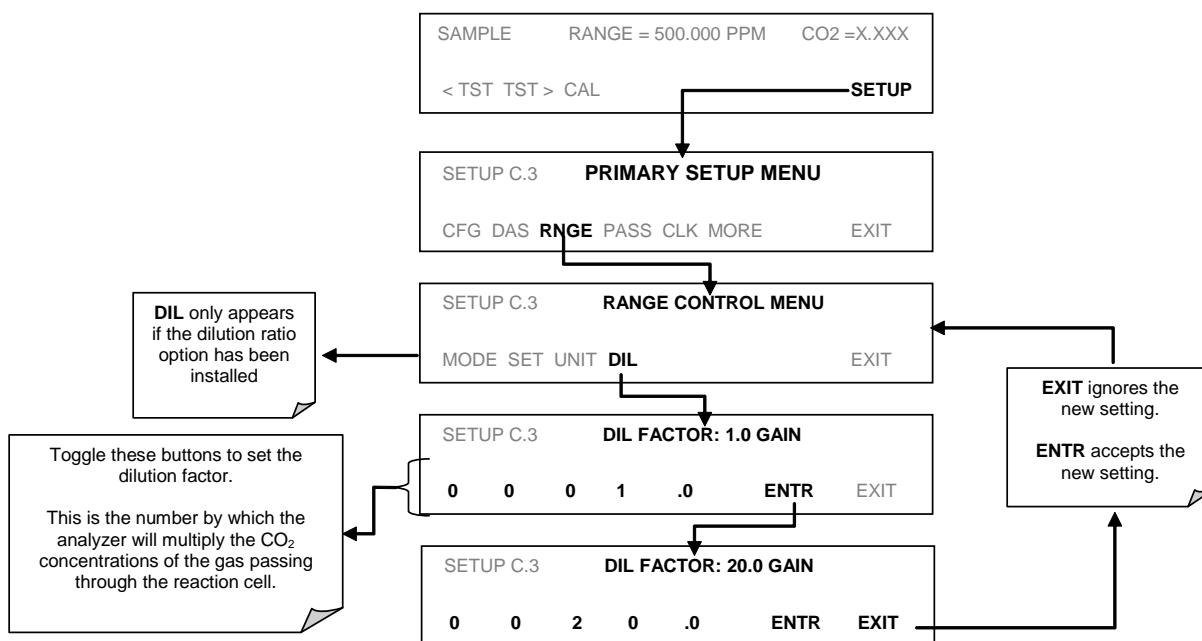 SAMPLE RANGE = 500.000 PPM CO2 =X.XXX
< TST TST > CAL SETUP
SETUP C.3 PRIMARY SETUP MENU
CFG DAS RNGE PASS CLK MORE EXIT
SETUP C.3 RANGE CONTROL MENU
MODE SET UNIT DIL EXIT
DIL only appears
if the dilution ratio
option has been
installed
EXIT ignores the
new setting.
ENTR accepts the
new setting.
SETUP C.3 DIL FACTOR: 1.0 GAIN
0 0 0 1 .0 ENTR EXIT
Toggle these buttons to set the
dilution factor.
This is the number by which the
analyzer will multiply the CO2
concentrations of the gas passing
through the reaction cell.
SETUP C.3 DIL FACTOR: 20.0 GAIN
0 0 2 0 .0 ENTR EXIT